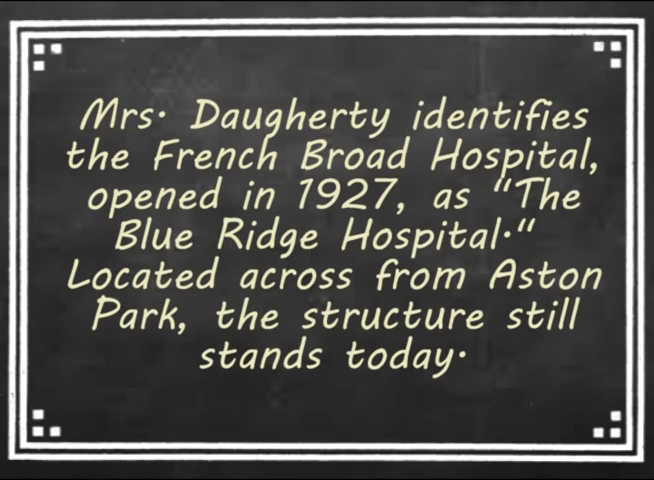 Mrs. Daugherty identifies
the French Broad Hospital,
opened in 1927, as "The
Blue Ridge Hospital."
Located across from Aston
Park, the structure still
stands today.